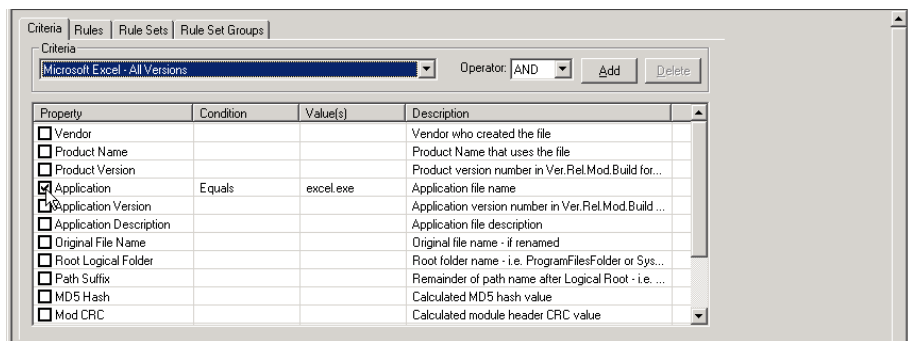 Criteria Rules Rule Sets Rule Set Groups
Criteria
Microsoft Excel - All Versions Operator: AND Add Delete
Property Condition Value(s) Description
Vendor Vendor who created the file
Product Name Product Name that uses the file
Product Version Product version number in Ver.Rel.Mod.Build for...
Application Equals excel.exe Application file name
Application Version Application version number in Ver.Rel.Mod.Build ...
Application Description Application file description
Original File Name Original file name - if renamed
Root Logical Folder Root folder name - i.e. ProgramFilesFolder or Sys...
Path Suffix Remainder of path name after Logical Root - i.e. ...
MD5 Hash Calculated MD5 hash value
Mod CRC Calculated module header CRC value